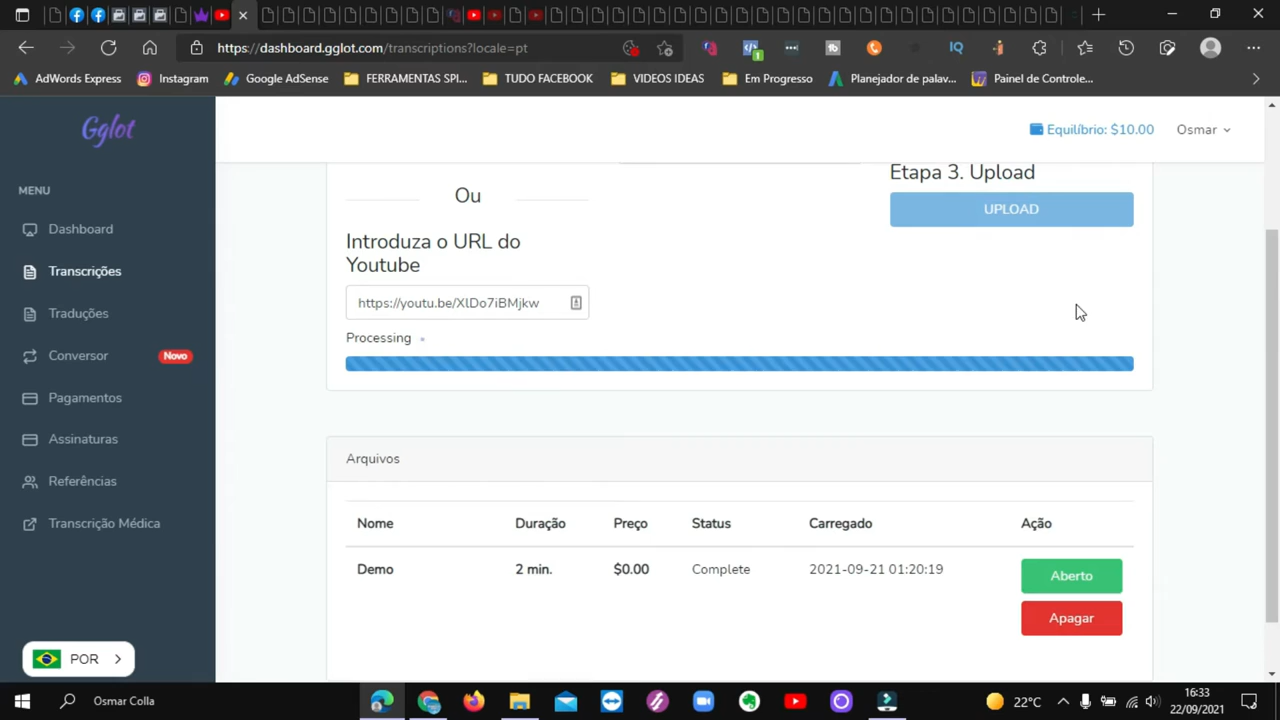 https://dashboard.gglot.com/transcriptions?locale=pt
1
IQ
AdWords Express
Instagram
Google AdSense
FERRAMENTAS SPI...
TUDO FACEBOOK
VIDEOS IDEAS
Em Progresso
Planejador de palav...
Painel de Controle...
Gglot
Equilíbrio: $10.00
Osmar
MENU
Dashboard
Transcrições
Traduções
Conversor
Novo
Pagamentos
Assinaturas
Referências
Transcrição Médica
POR
Etapa 3. Upload
UPLOAD
Ou
Introduza o URL do
Youtube
https://youtu.be/XlDo7iBMjkw
Processing
Arquivos
Nome Duração Preço Status Carregado Ação
Demo 2 min. $0.00 Complete 2021-09-21 01:20:19 Aberto
Apagar
Osmar Colla
22°C
16:33
22/09/2021